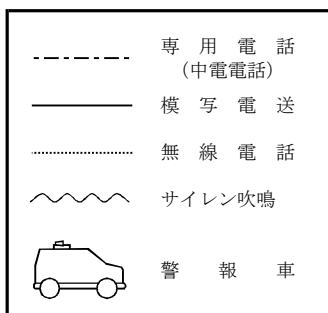 専用電話
(中電電話)
模写電送
無線電話
サイレン吹鳴
警報車